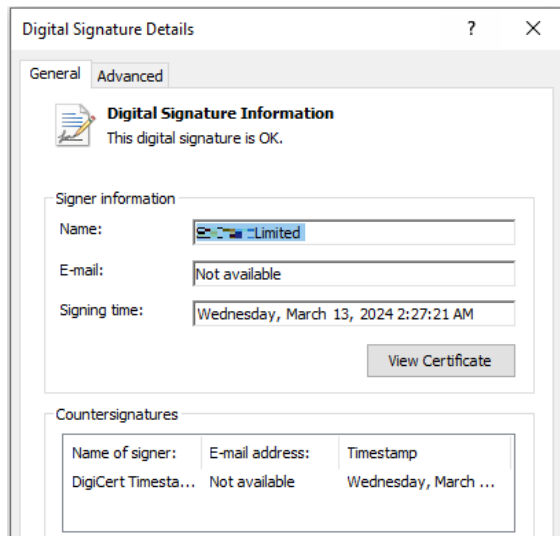 Digital Signature Details
?
General
Advanced
Digital Signature Information
This digital signature is OK.
Signer information
Name:
Limited
E-mail:
Not available
Signing time:
Wednesday, March 13, 2024 2:27:21 AM
View Certificate
Countersignatures
Name of signer: E-mail address: Timestamp
DigiCert Timesta... Not available Wednesday, March ...